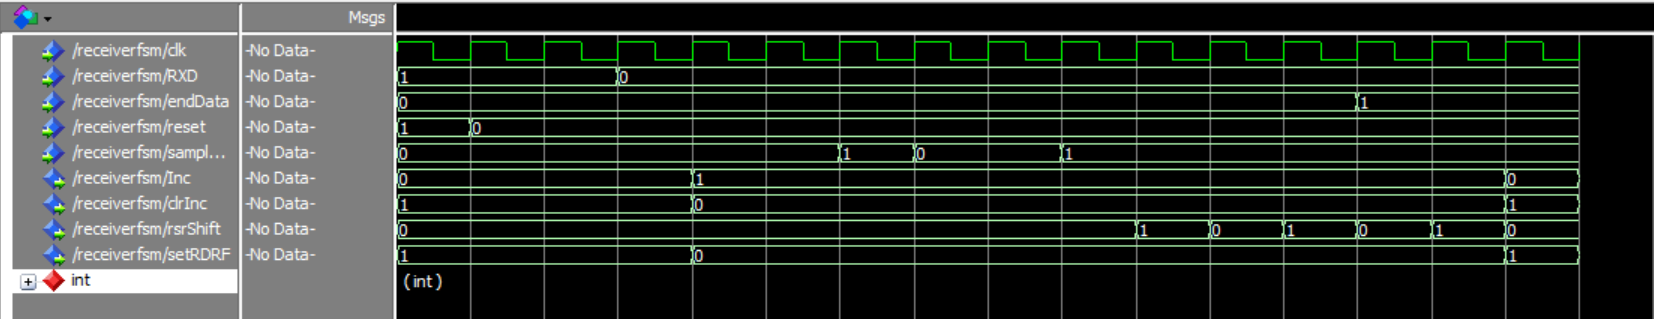 Msgs
/receiverfsm/clk -No Data-
/receiverfsm/RXD -No Data- 1 0
/receiverfsm/endData -No Data- 0 1
/receiverfsm/reset -No Data- 1 0
/receiverfsm/sampl... -No Data- 0 1 0 1
/receiverfsm/Inc -No Data- 0 1 0
/receiverfsm/clrInc -No Data- 1 0 1
/receiverfsm/rsrShift -No Data- 0 1 0 1 0 1 0
/receiverfsm/setRDRF -No Data- 1 0 1
int (int)